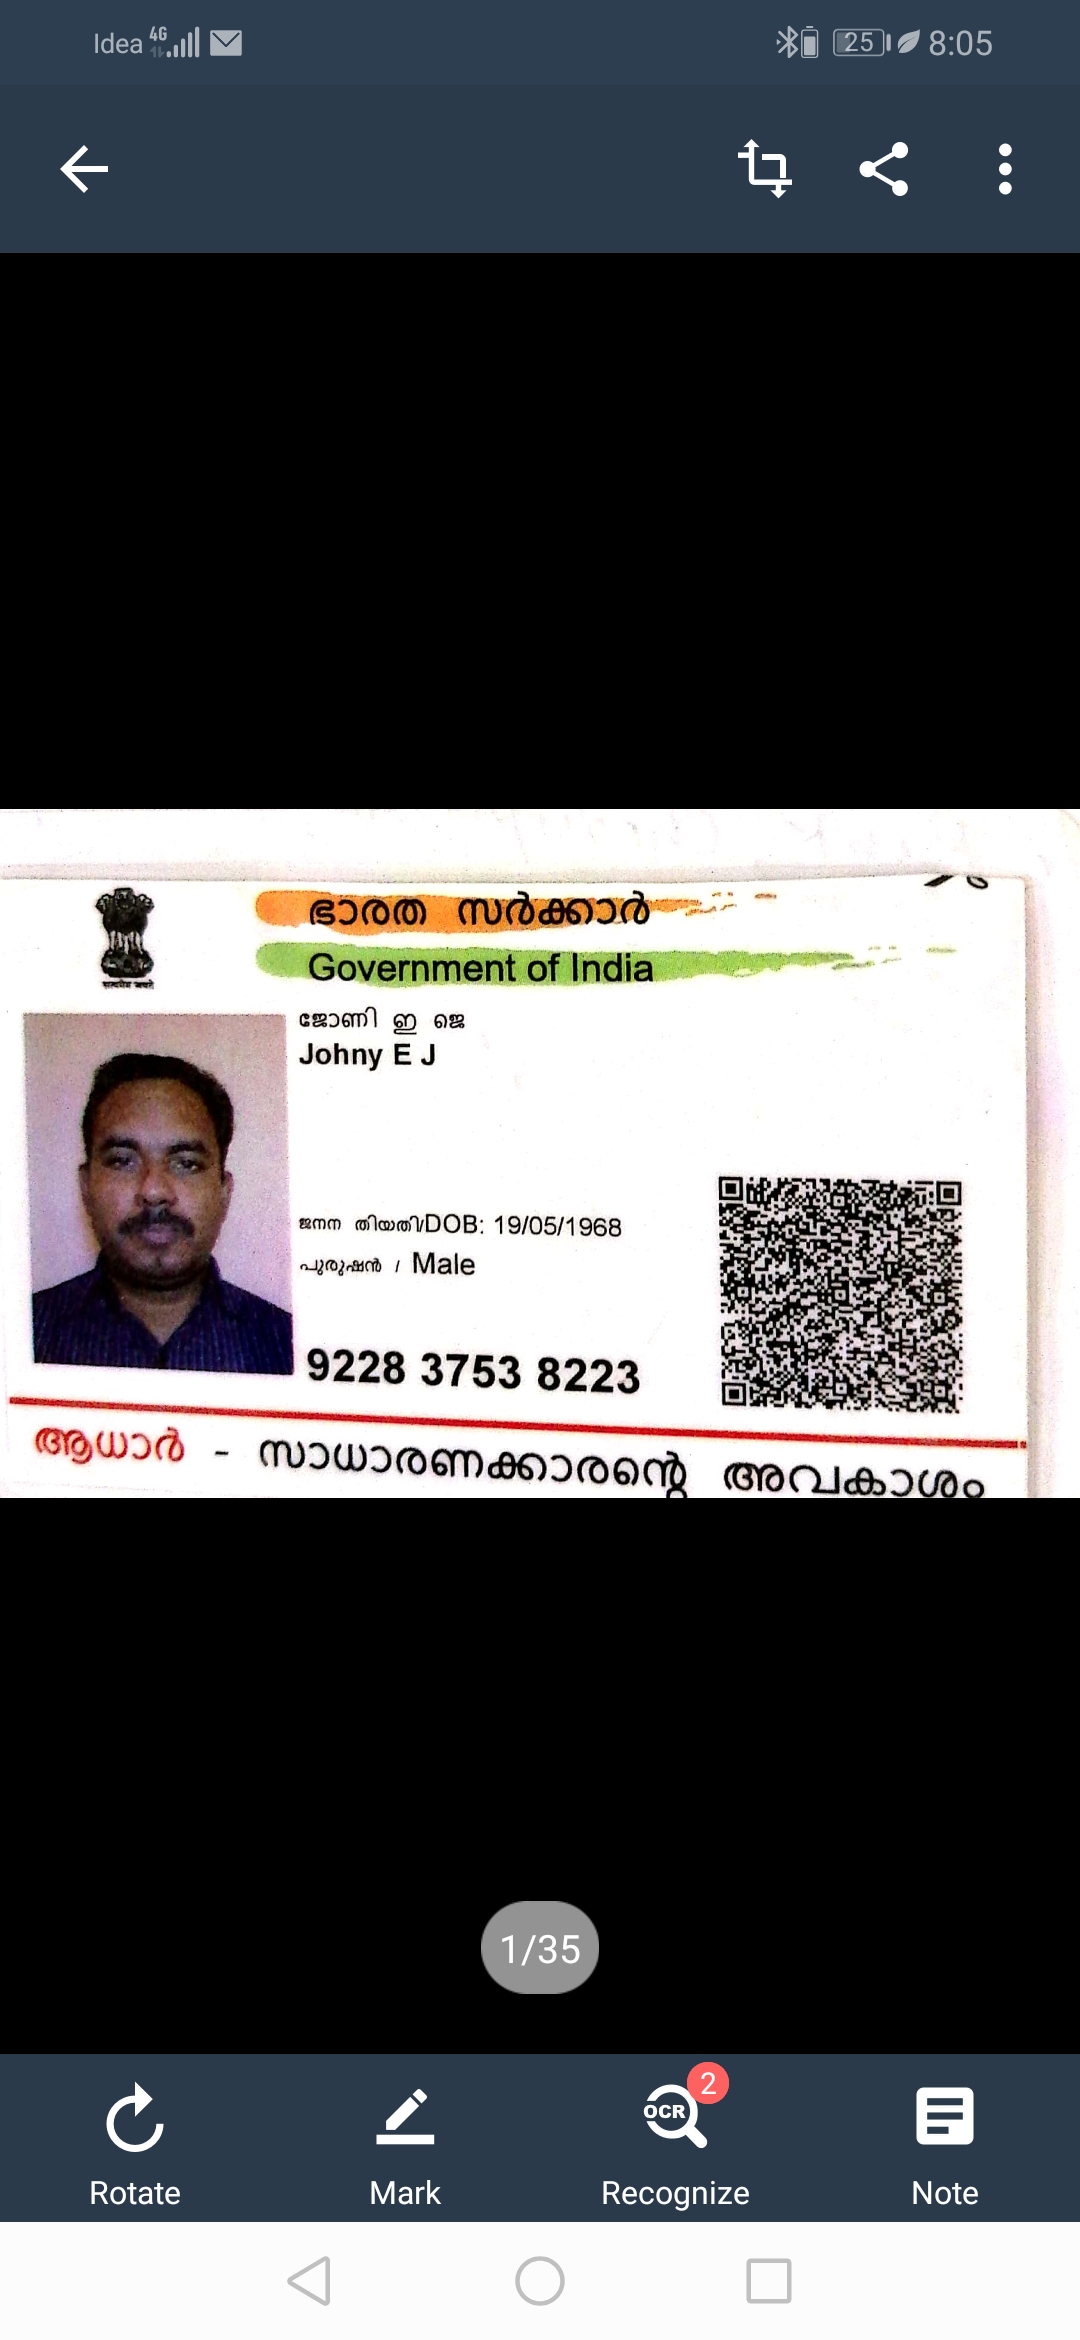 Idea 4G 25 8:05
ഭാരത സർക്കാർ
Government of India
ജോണി ഇ ജെ
Johny E J
ജനന തിയതി/DOB: 19/05/1968
പുരുഷൻ / Male
9228 3753 8223
ആധാർ - സാധാരണക്കാരന്റെ അവകാശം
1/35
OCR 2
Rotate Mark Recognize Note